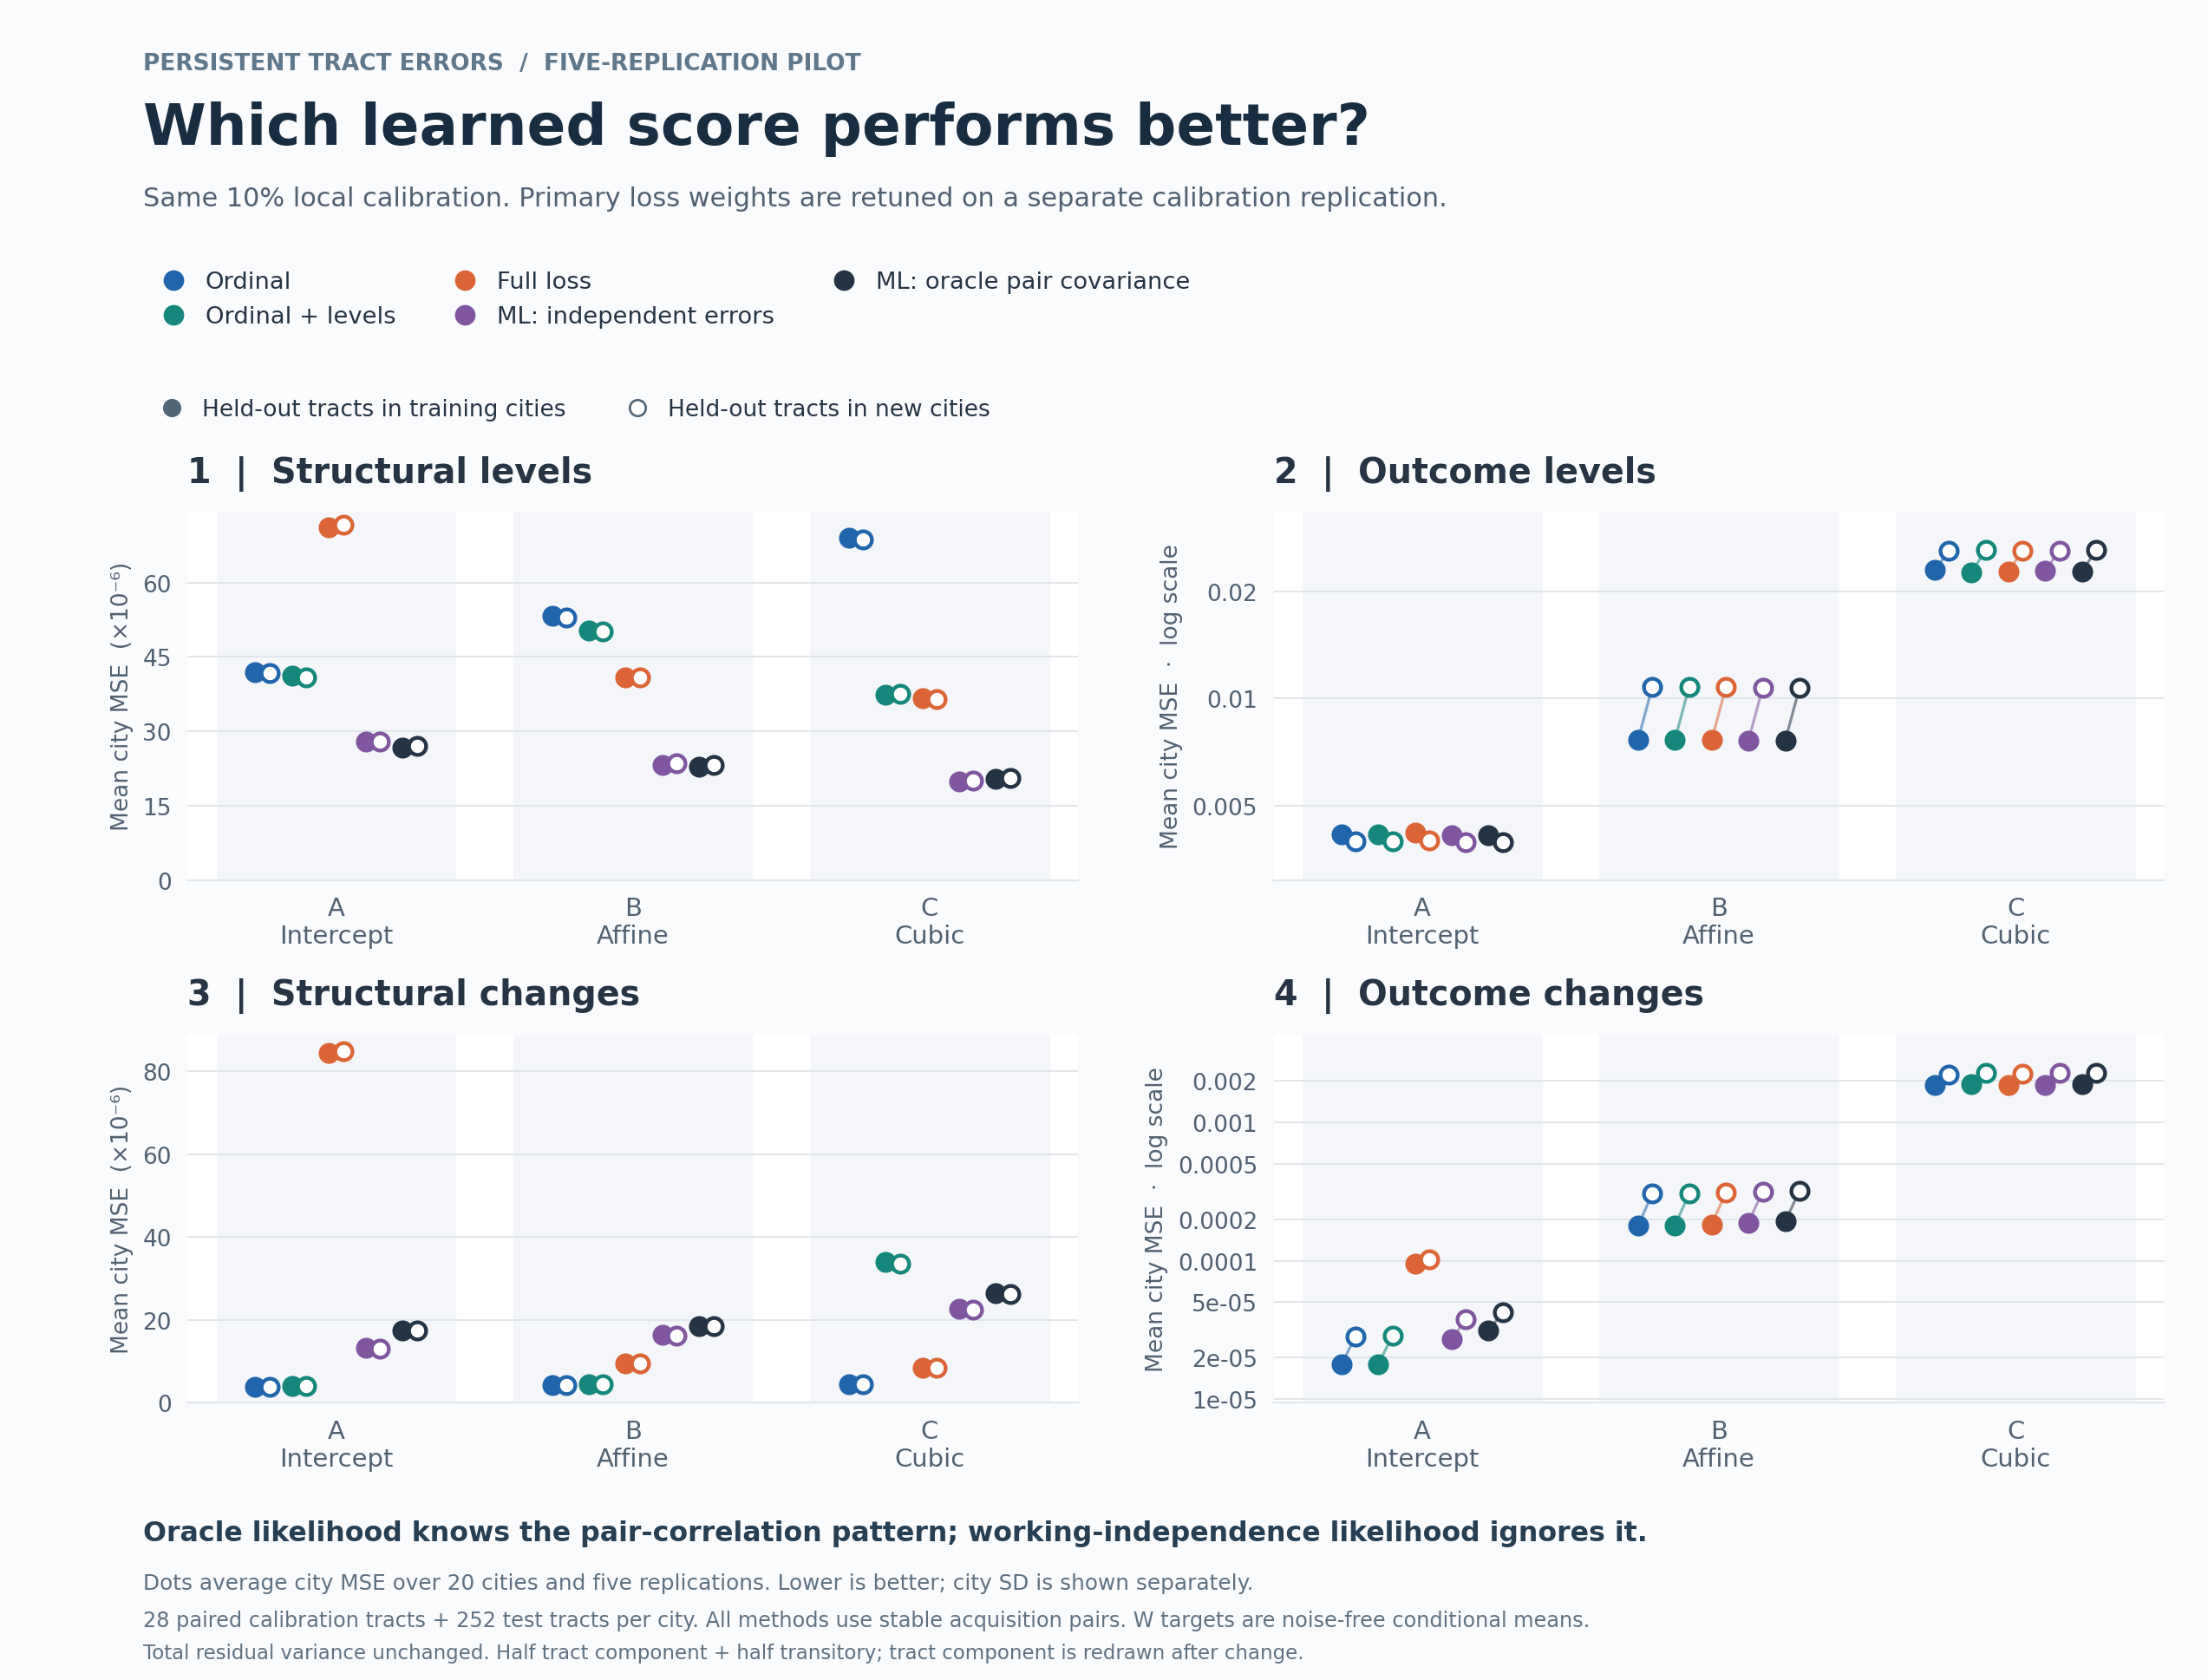 PERSISTENT TRACT ERRORS / FIVE-REPLICATION PILOT
Which learned score performs better?
Same 10% local calibration. Primary loss weights are retuned on a separate calibration replication.
Ordinal
Full loss
ML: oracle pair covariance
Ordinal + levels
ML: independent errors
Held-out tracts in training cities
Held-out tracts in new cities
1 | Structural levels
Mean city MSE (×10⁻⁶)
60
45
30
15
0
A
Intercept
B
Affine
C
Cubic
2 | Outcome levels
Mean city MSE · log scale
0.02
0.01
0.005
A
Intercept
B
Affine
C
Cubic
3 | Structural changes
Mean city MSE (×10⁻⁶)
80
60
40
20
0
A
Intercept
B
Affine
C
Cubic
4 | Outcome changes
Mean city MSE · log scale
0.002
0.001
0.0005
0.0002
0.0001
5e-05
2e-05
1e-05
A
Intercept
B
Affine
C
Cubic
Oracle likelihood knows the pair-correlation pattern; working-independence likelihood ignores it.
Dots average city MSE over 20 cities and five replications. Lower is better; city SD is shown separately.
28 paired calibration tracts + 252 test tracts per city. All methods use stable acquisition pairs. W targets are noise-free conditional means.
Total residual variance unchanged. Half tract component + half transitory; tract component is redrawn after change.